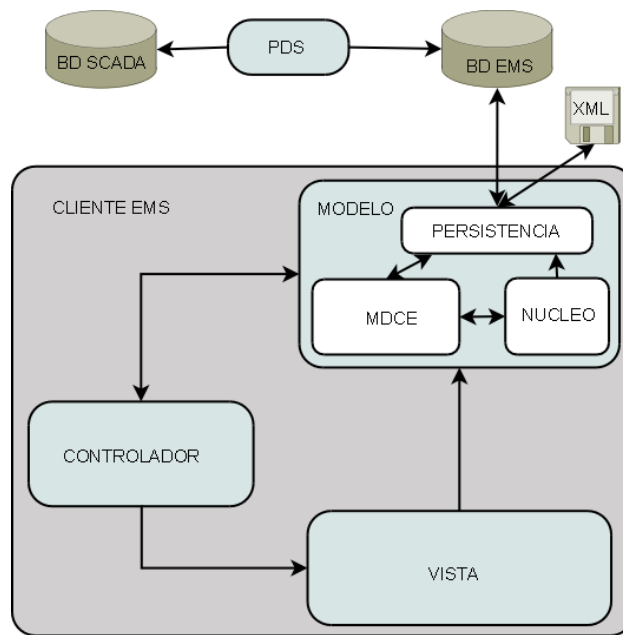 PDS
BD SCADA
BD EMS
XML
CLIENTE EMS
MODELO
PERSISTENCIA
MDCE
NUCLEO
CONTROLADOR
VISTA